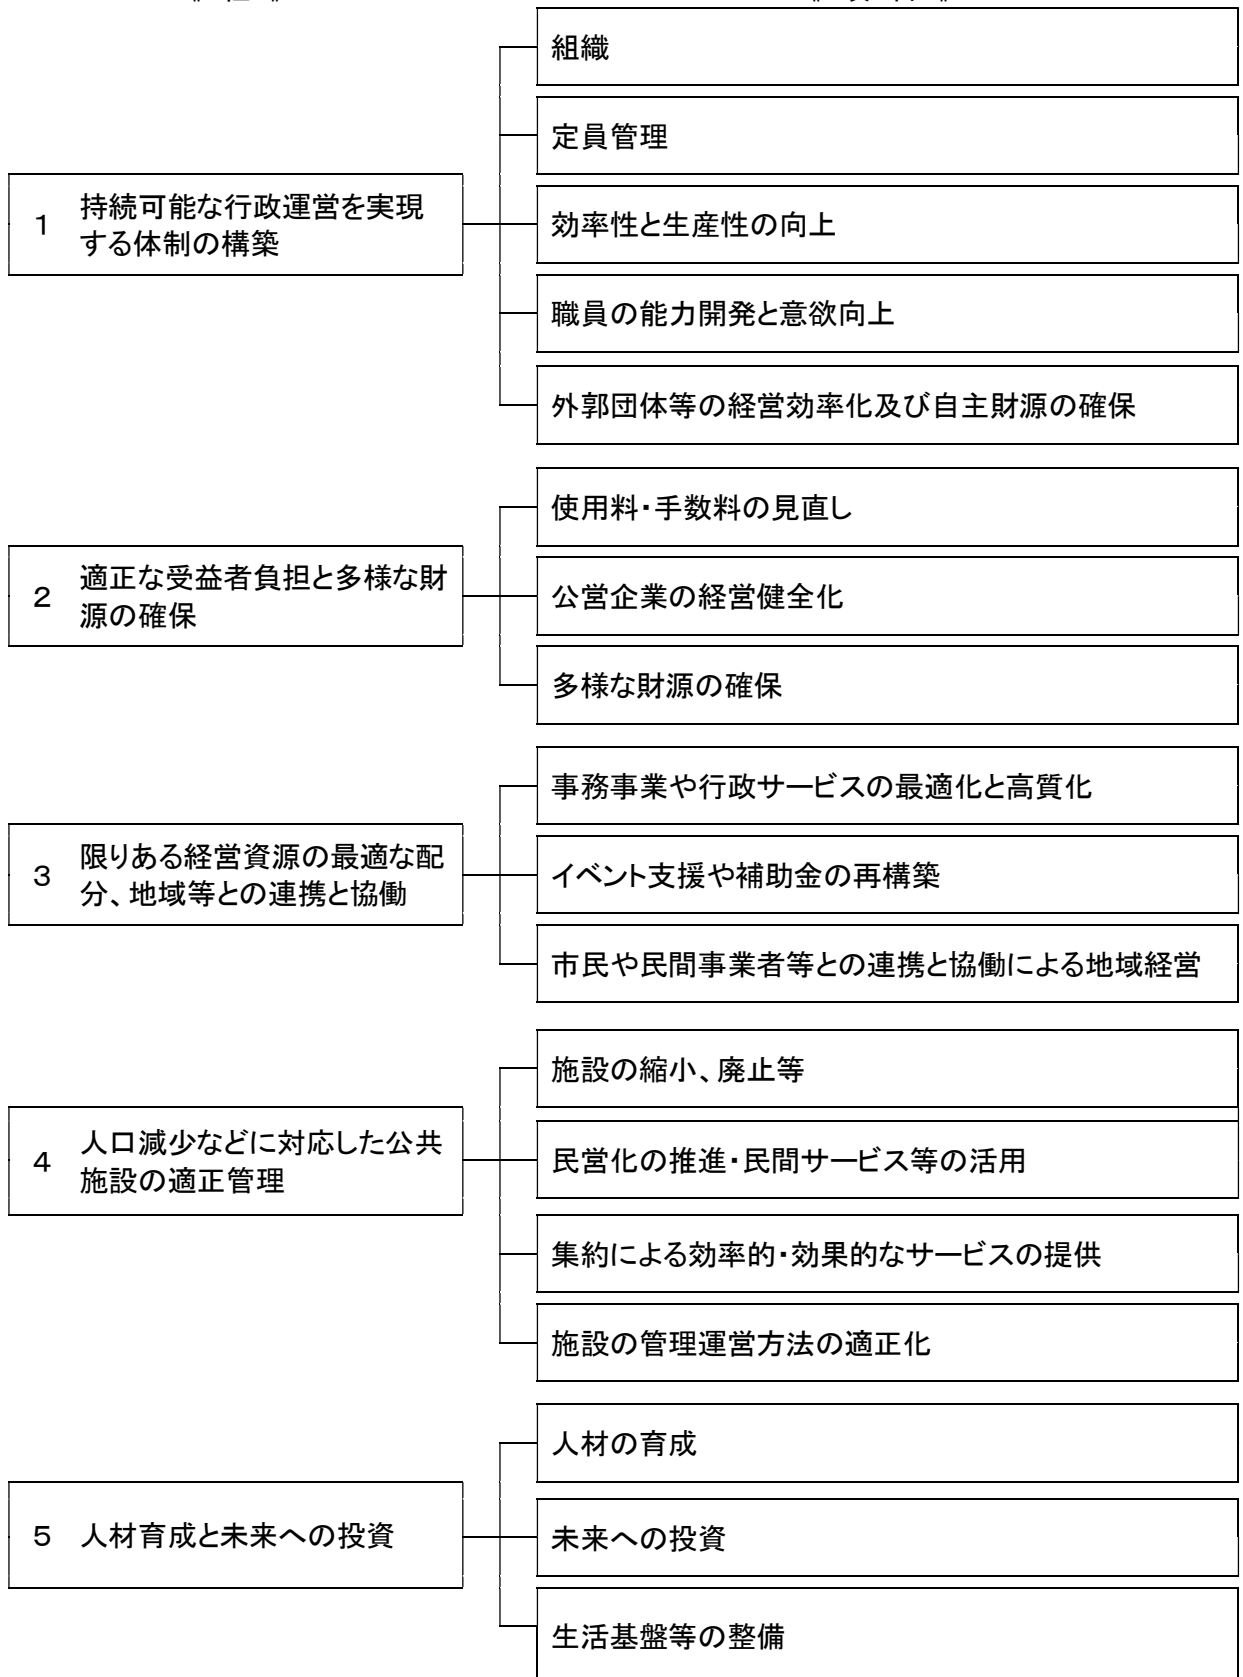 1 持続可能な行政運営を実現
する体制の構築
組織
定員管理
効率性と生産性の向上
職員の能力開発と意欲向上
外郭団体等の経営効率化及び自主財源の確保
2 適正な受益者負担と多様な財
源の確保
使用料・手数料の見直し
公営企業の経営健全化
多様な財源の確保
3 限りある経営資源の最適な配
分、地域等との連携と協働
事務事業や行政サービスの最適化と高質化
イベント支援や補助金の再構築
市民や民間事業者等との連携と協働による地域経営
4 人口減少などに対応した公共
施設の適正管理
施設の縮小、廃止等
民営化の推進・民間サービス等の活用
集約による効率的・効果的なサービスの提供
施設の管理運営方法の適正化
5 人材育成と未来への投資
人材の育成
未来への投資
生活基盤等の整備